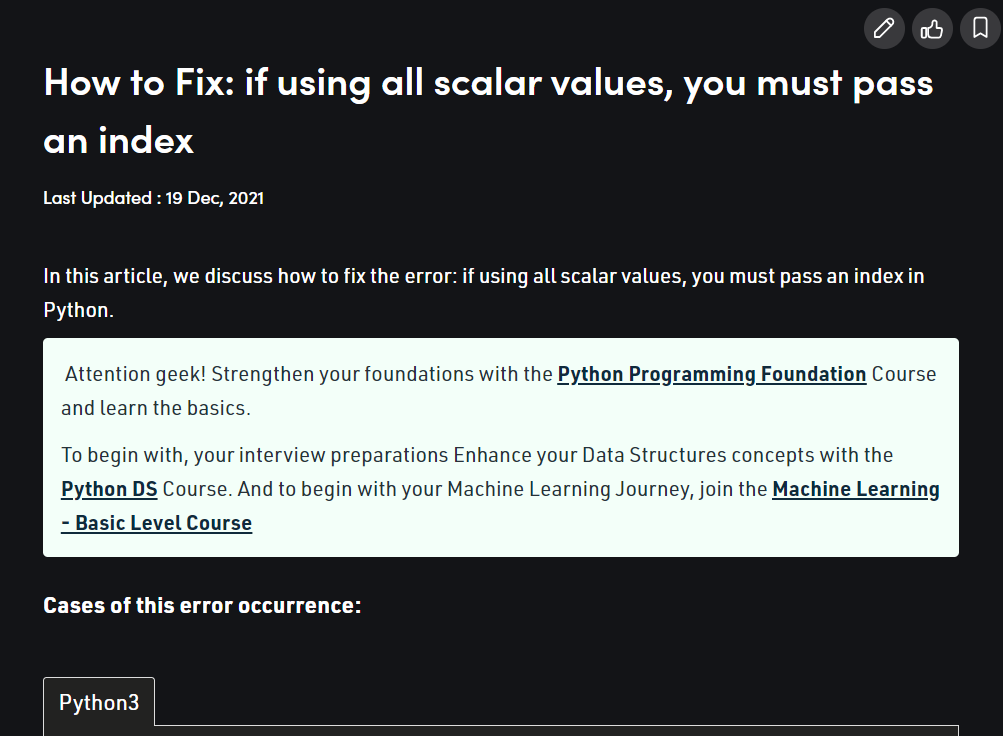 How to Fix: if using all scalar values, you must pass
an index
Last Updated : 19 Dec, 2021
In this article, we discuss how to fix the error: if using all scalar values, you must pass an index in
Python.
Attention geek! Strengthen your foundations with the Python Programming Foundation Course
and learn the basics.
To begin with, your interview preparations Enhance your Data Structures concepts with the
Python DS Course. And to begin with your Machine Learning Journey, join the Machine Learning
- Basic Level Course
Cases of this error occurrence:
Python3